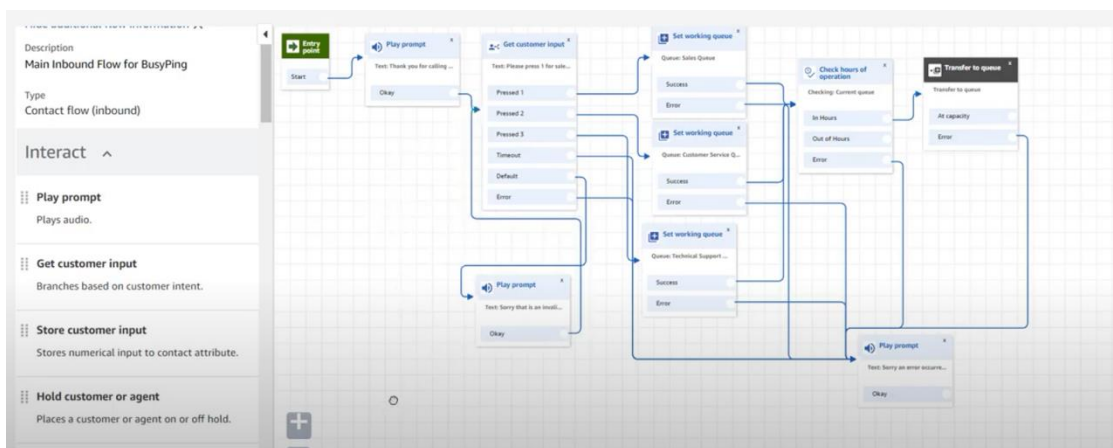 Description
Main Inbound Flow for BusyPing
Type
Contact flow (inbound)
Interact
Play prompt
Plays audio.
Get customer input
Branches based on customer intent.
Store customer input
Stores numerical input to contact attribute.
Hold customer or agent
Places a customer or agent on or off hold.
Entry
point
Start
Play prompt
Text: Thank you for calling ...
Okay
Get customer input
Text: Please press 1 for sale...
Pressed 1
Pressed 2
Pressed 3
Timeout
Default
Error
Play prompt
Text: Sorry that is an invali...
Okay
Set working queue
Queue: Sales Queue
Success
Error
Set working queue
Queue: Customer Service Q...
Success
Error
Set working queue
Queue: Technical Support ...
Success
Error
Check hours of
operation
Checking: Current queue
In Hours
Out of Hours
Error
Transfer to queue
Transfer to queue
At capacity
Error
Play prompt
Text: Sorry an error occurre...
Okay